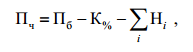 Пч = Пб – К% – ∑i Нi ,